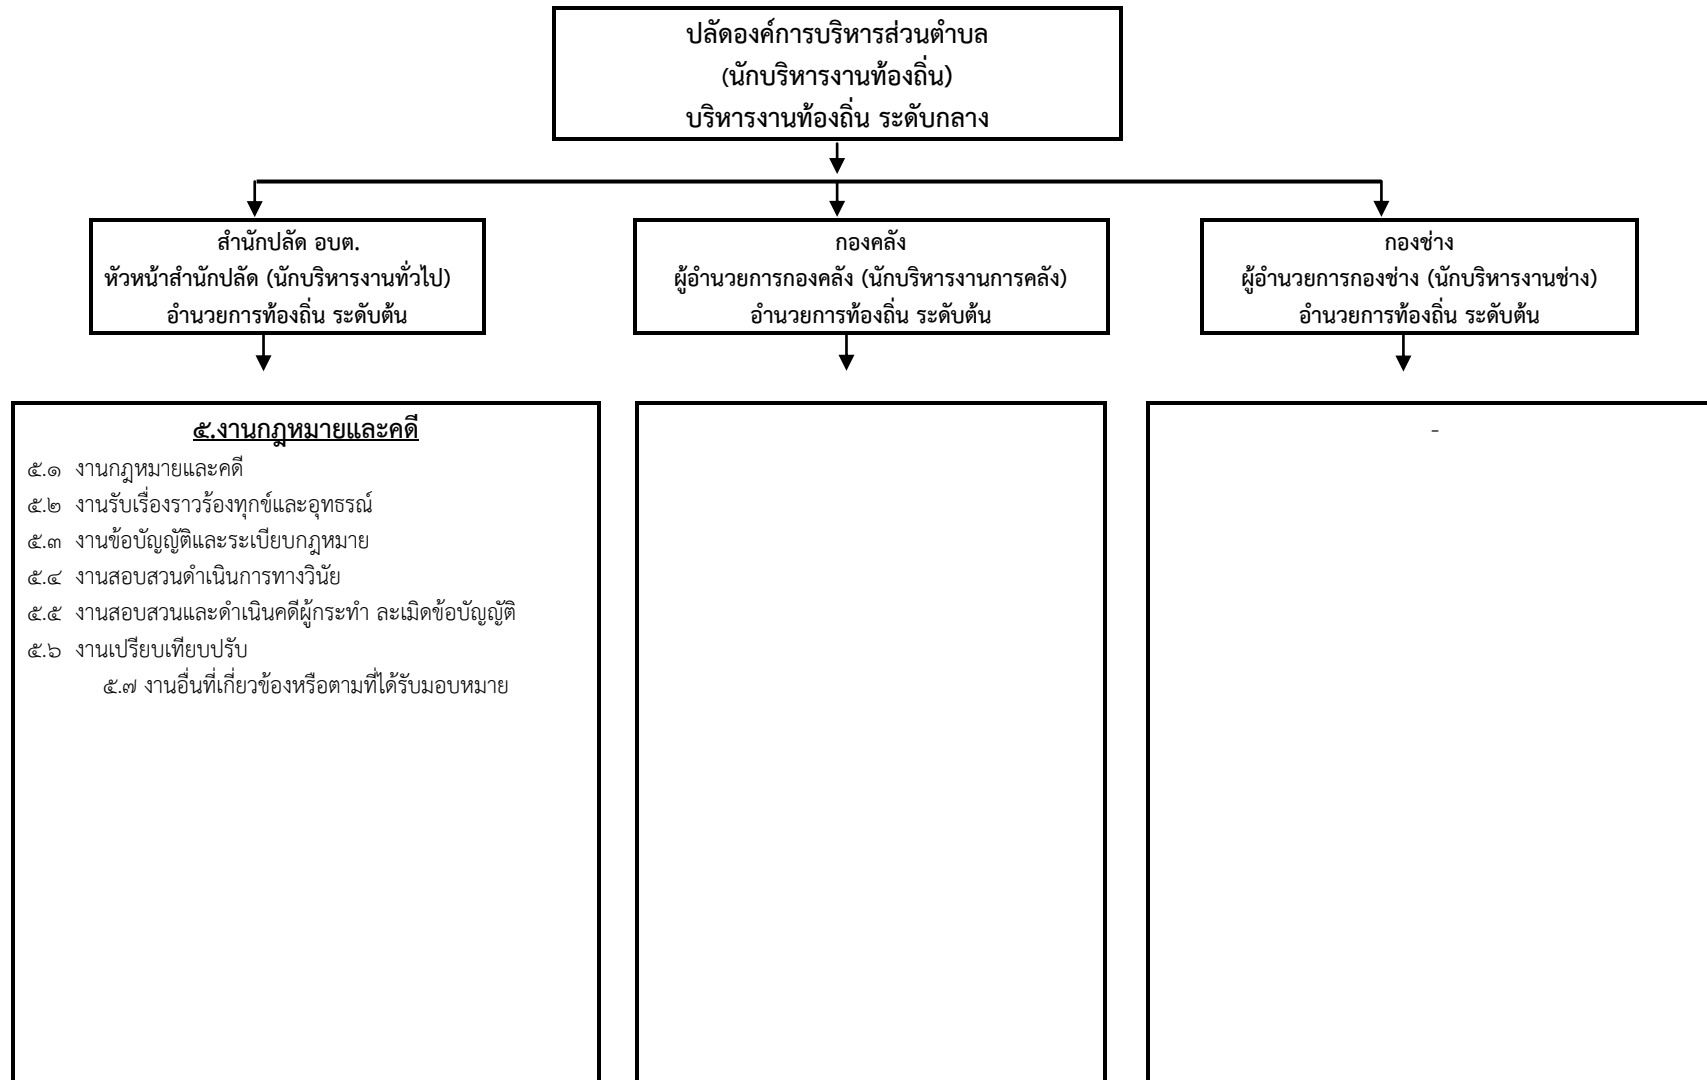 ปลัดองค์การบริหารส่วนตำบล
(นักบริหารงานท้องถิ่น)
บริหารงานท้องถิ่น ระดับกลาง
สำนักปลัด อบต.
หัวหน้าสำนักปลัด (นักบริหารงานทั่วไป)
อำนวยการท้องถิ่น ระดับต้น
กองคลัง
ผู้อำนวยการกองคลัง (นักบริหารงานการคลัง)
อำนวยการท้องถิ่น ระดับต้น
กองช่าง
ผู้อำนวยการกองช่าง (นักบริหารงานช่าง)
อำนวยการท้องถิ่น ระดับต้น
๕.งานกฎหมายและคดี
๕.๑ งานกฎหมายและคดี
๕.๒ งานรับเรื่องราวร้องทุกข์และอุทธรณ์
๕.๓ งานข้อบัญญัติและระเบียบกฎหมาย
๕.๔ งานสอบสวนดำเนินการทางวินัย
๕.๕ งานสอบสวนและดำเนินคดีผู้กระทำ ละเมิดข้อบัญญัติ
๕.๖ งานเปรียบเทียบปรับ
๕.๗ งานอื่นที่เกี่ยวข้องหรือตามที่ได้รับมอบหมาย
-